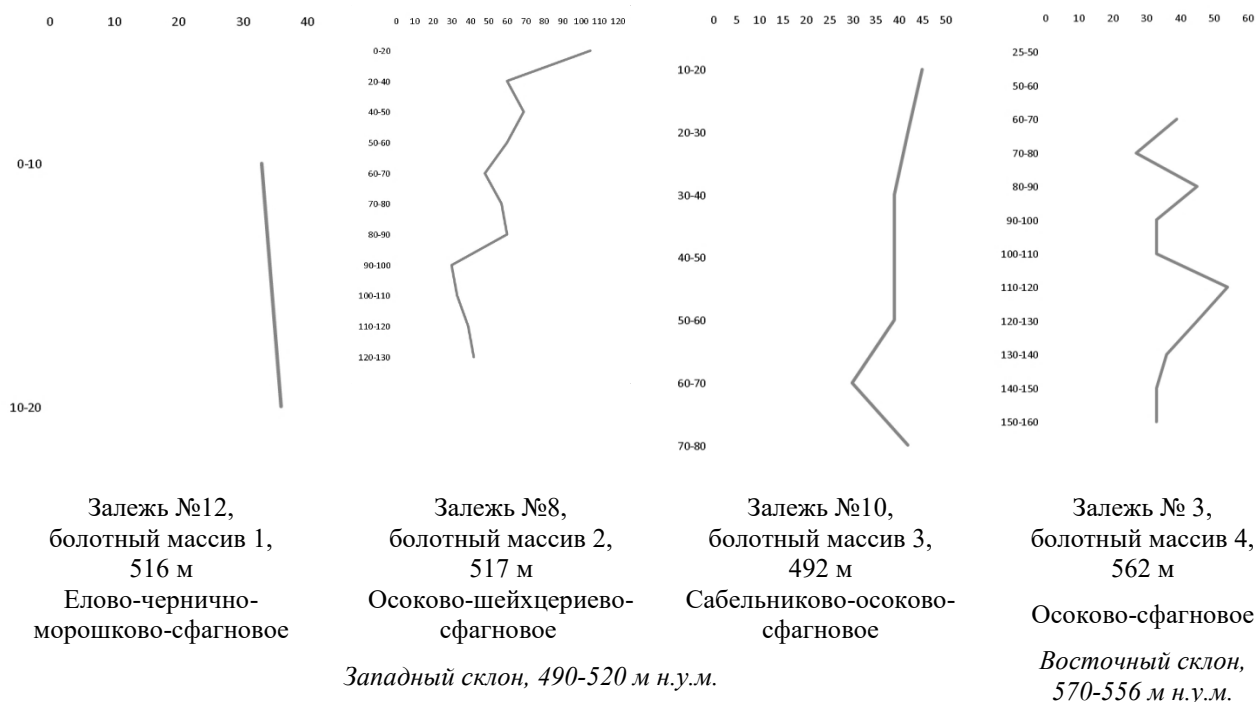 0 10 20 30 40
0-10
10-20
0 10 20 30 40 50 60 70 80 90 100 110 120
0-20
20-40
40-50
50-60
60-70
70-80
80-90
90-100
100-110
110-120
120-130
0 5 10 15 20 25 30 35 40 45 50
10-20
20-30
30-40
40-50
50-60
60-70
70-80
0 10 20 30 40 50 60
25-50
50-60
60-70
70-80
80-90
90-100
100-110
110-120
120-130
130-140
140-150
150-160
Залежь №12,
болотный массив 1,
516 м
Елово-чернично-
морошково-сфагновое
Залежь №8,
болотный массив 2,
517 м
Осоково-шейхцериево-
сфагновое
Залежь №10,
болотный массив 3,
492 м
Сабельниково-осоково-
сфагновое
Залежь № 3,
болотный массив 4,
562 м
Осоково-сфагновое
Западный склон, 490-520 м н.у.м.
Восточный склон,
570-556 м н.у.м.